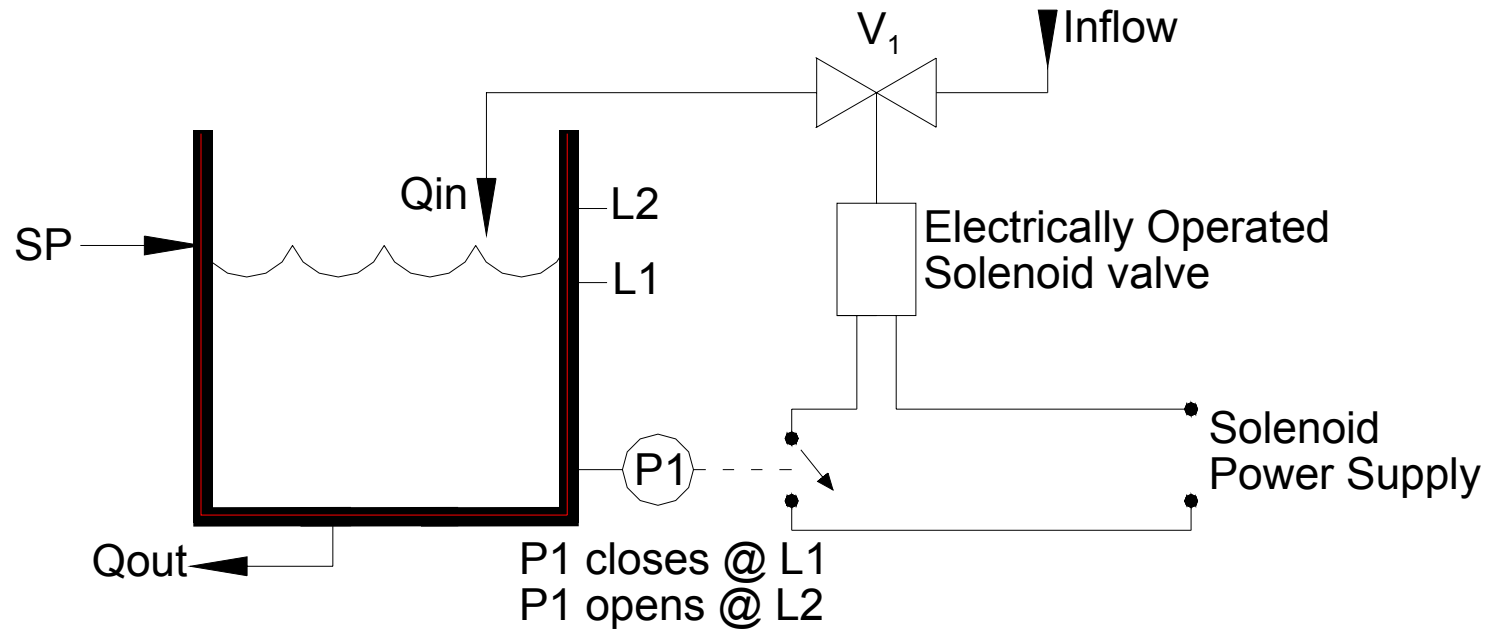 V1
Inflow
Qin
L2
SP
L1
Electrically Operated
Solenoid valve
P1
Solenoid
Power Supply
Qout
P1 closes @ L1
P1 opens @ L2